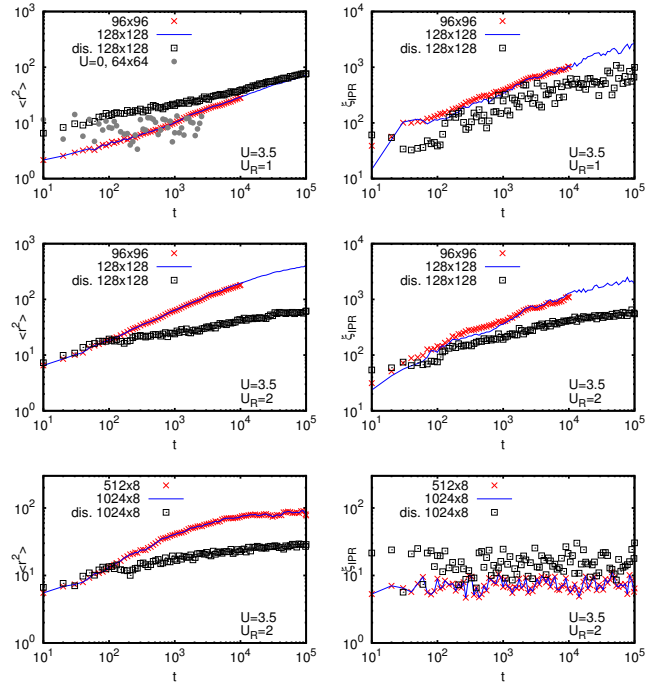 96x96
128x128
dis. 128x128
U=0, 64x64
<r²>
10³
10²
10¹
10⁰
10¹ 10² 10³ 10⁴ 10⁵
t
U=3.5
U_R=1
96x96
128x128
dis. 128x128
ξ_IPR
10³
10²
10¹
10¹ 10² 10³ 10⁴ 10⁵
t
U=3.5
U_R=1
96x96
128x128
dis. 128x128
<r²>
10³
10²
10¹
10⁰
10¹ 10² 10³ 10⁴ 10⁵
t
U=3.5
U_R=2
96x96
128x128
dis. 128x128
ξ_IPR
10⁴
10³
10²
10¹
10¹ 10² 10³ 10⁴ 10⁵
t
U=3.5
U_R=2
512x8
1024x8
dis. 1024x8
<r²>
10²
10¹
10⁰
10¹ 10² 10³ 10⁴ 10⁵
t
U=3.5
U_R=2
512x8
1024x8
dis. 1024x8
ξ_IPR
10²
10¹
10⁰
10¹ 10² 10³ 10⁴ 10⁵
t
U=3.5
U_R=2